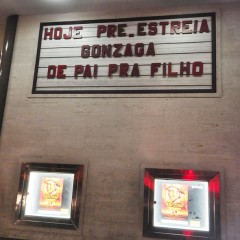 HOJE PRE-ESTREIA
GONZAGA
DE PAI PRA FILHO